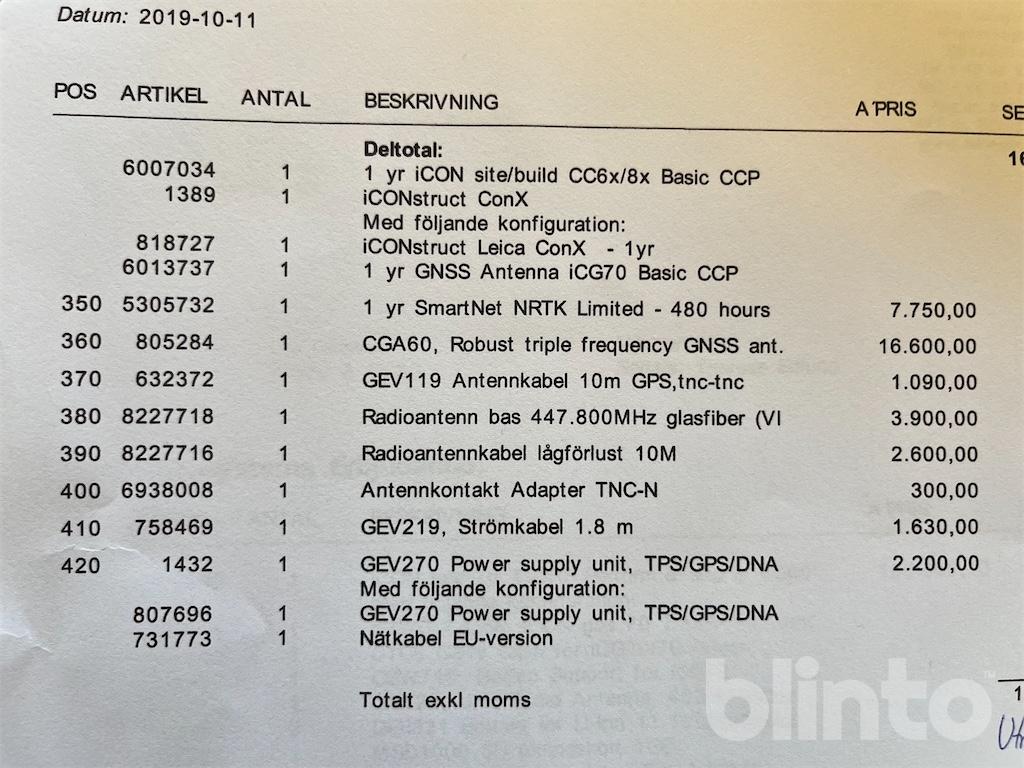 Datum: 2019-10-11
POS ARTIKEL ANTAL BESKRIVNING A'PRIS SE
Deltotal: 16
6007034 1 1 yr iCON site/build CC6x/8x Basic CCP
1389 1 iCONstruct ConX
Med följande konfiguration:
818727 1 iCONstruct Leica ConX - 1yr
6013737 1 1 yr GNSS Antenna iCG70 Basic CCP
350 5305732 1 1 yr SmartNet NRTK Limited - 480 hours 7.750,00
360 805284 1 CGA60, Robust triple frequency GNSS ant. 16.600,00
370 632372 1 GEV119 Antennkabel 10m GPS,tnc-tnc 1.090,00
380 8227718 1 Radioantenn bas 447.800MHz glasfiber (VI 3.900,00
390 8227716 1 Radioantennkabel lågförlust 10M 2.600,00
400 6938008 1 Antennkontakt Adapter TNC-N 300,00
410 758469 1 GEV219, Strömkabel 1.8 m 1.630,00
420 1432 1 GEV270 Power supply unit, TPS/GPS/DNA 2.200,00
Med följande konfiguration:
807696 1 GEV270 Power supply unit, TPS/GPS/DNA
731773 1 Nätkabel EU-version
Totalt exkl moms 1
blinto™